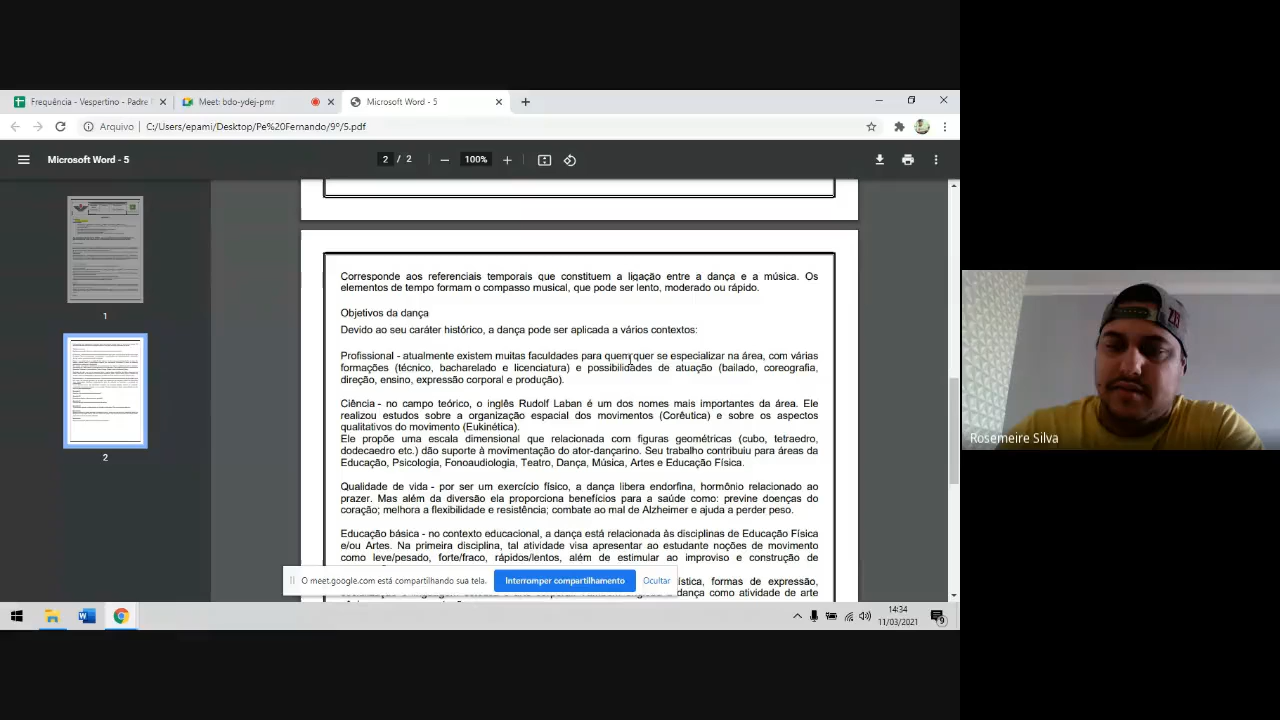 Frequência - Vespertino - Padre
Meet: bdo-ydej-pmr
Microsoft Word - 5
Arquivo
C:/Users/epami/Desktop/Pe%20Fernando/9º/5.pdf
Microsoft Word - 5
2 / 2
100%
1
2
Corresponde aos referenciais temporais que constituem a ligação entre a dança e a música. Os
elementos de tempo formam o compasso musical, que pode ser lento, moderado ou rápido.
Objetivos da dança
Devido ao seu caráter histórico, a dança pode ser aplicada a vários contextos:
Profissional - atualmente existem muitas faculdades para quem quer se especializar na área, com várias
formações (técnico, bacharelado e licenciatura) e possibilidades de atuação (bailado, coreografia,
direção, ensino, expressão corporal e produção).
Ciência - no campo teórico, o inglês Rudolf Laban é um dos nomes mais importantes da área. Ele
realizou estudos sobre a organização espacial dos movimentos (Corêutica) e sobre os aspectos
qualitativos do movimento (Eukinética).
Ele propõe uma escala dimensional que relacionada com figuras geométricas (cubo, tetraedro,
dodecaedro etc.) dão suporte à movimentação do ator-dançarino. Seu trabalho contribuiu para áreas da
Educação, Psicologia, Fonoaudiologia, Teatro, Dança, Música, Artes e Educação Física.
Qualidade de vida - por ser um exercício físico, a dança libera endorfina, hormônio relacionado ao
prazer. Mas além da diversão ela proporciona benefícios para a saúde como: previne doenças do
coração; melhora a flexibilidade e resistência; combate ao mal de Alzheimer e ajuda a perder peso.
Educação básica - no contexto educacional, a dança está relacionada às disciplinas de Educação Física
e/ou Artes. Na primeira disciplina, tal atividade visa apresentar ao estudante noções de movimento
como leve/pesado, forte/fraco, rápidos/lentos, além de estimular ao improviso e construção de
formas de expressão,
dança como atividade de arte
O meet.google.com está compartilhando sua tela.
Interromper compartilhamento
Ocultar
14:34
11/03/2021
9
Rosemeire Silva